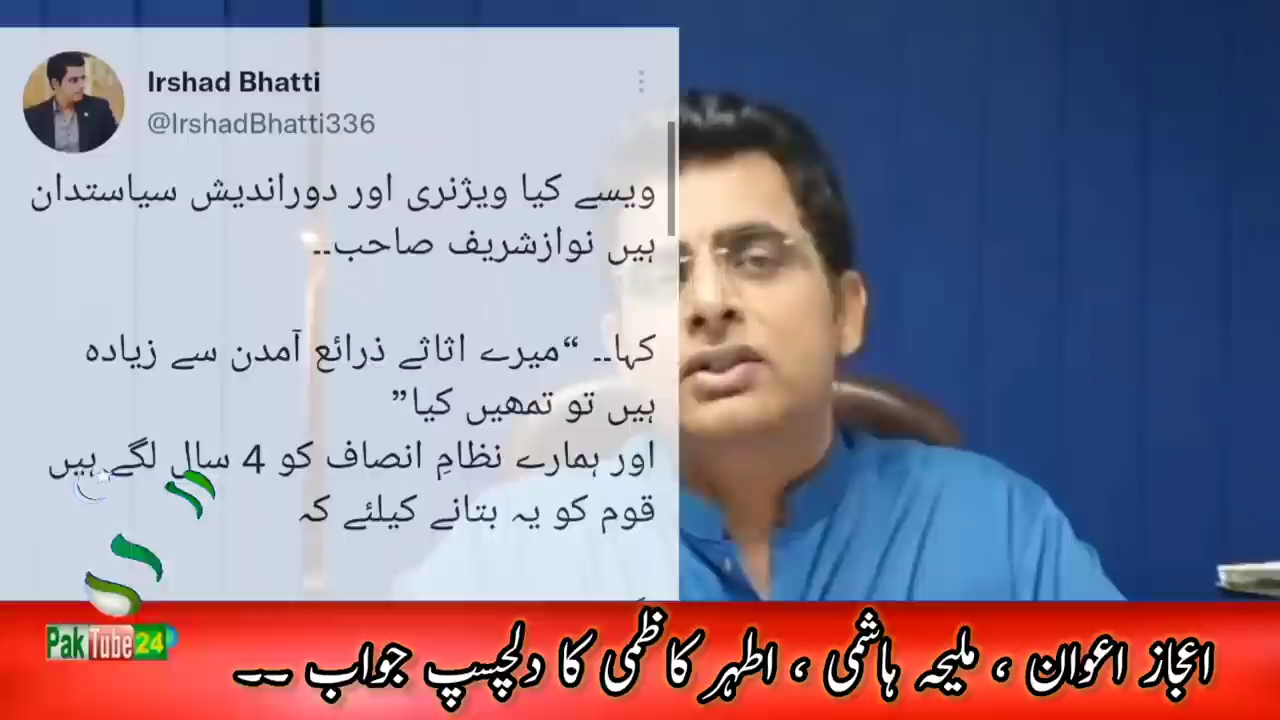 Irshad Bhatti
@IrshadBhatti336
ویسے کیا ویژنری اور دوراندیش سیاستدان
ہیں نوازشریف صاحب۔۔
کہا۔۔ “میرے اثاثے ذرائع آمدن سے زیادہ
ہیں تو تمھیں کیا”
اور ہمارے نظامِ انصاف کو 4 سال لگے ہیں
قوم کو یہ بتانے کیلئے کہ
PakTube24
اعجاز اعوان ، ملیحہ ہاشمی ، اطہر کاظمی کا دلچسپ جواب ۔۔